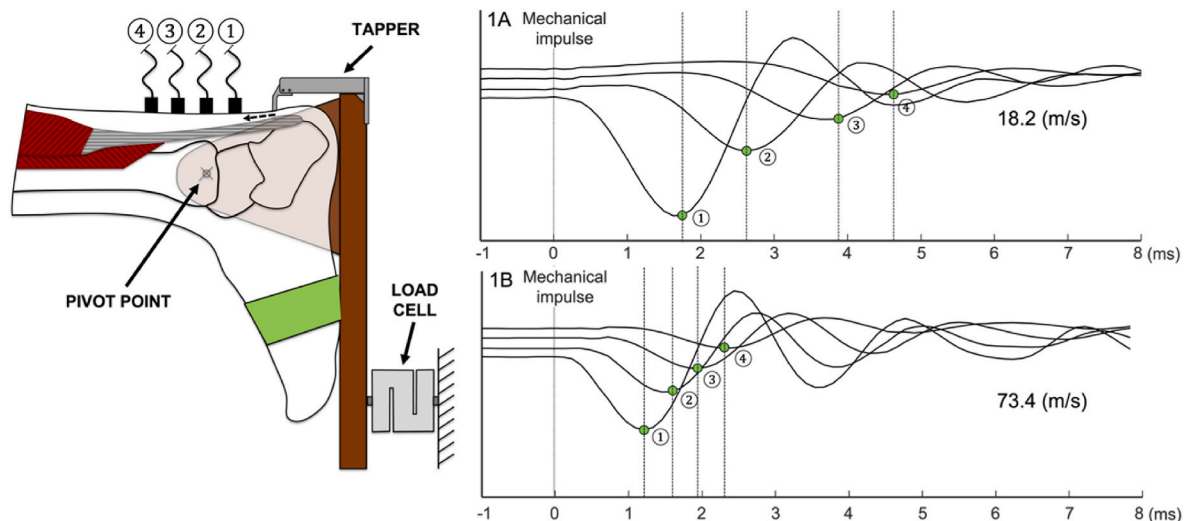 ④ ③ ② ①
TAPPER
PIVOT POINT
LOAD
CELL
1A
Mechanical
impulse
①
②
③
④
18.2 (m/s)
-1 0 1 2 3 4 5 6 7 8 (ms)
1B
Mechanical
impulse
①
②
③
④
73.4 (m/s)
-1 0 1 2 3 4 5 6 7 8 (ms)